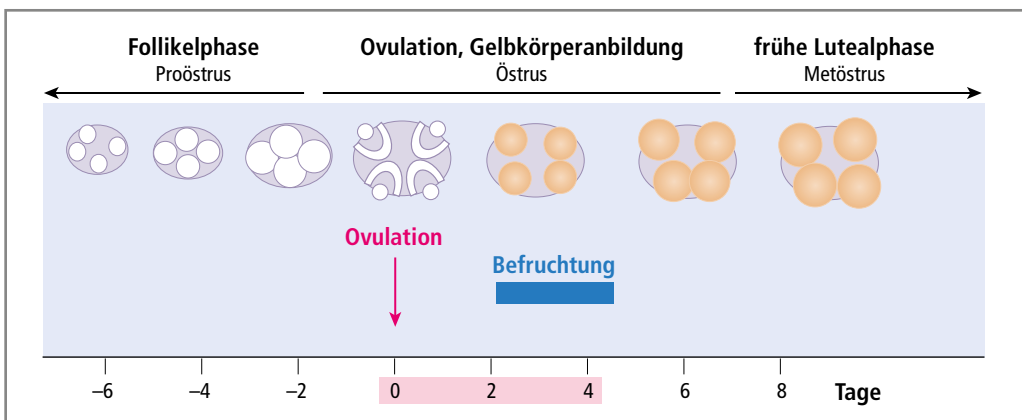 Follikelphase
Proöstrus
Ovulation, Gelbkörperanbildung
Östrus
frühe Lutealphase
Metöstrus
Ovulation
Befruchtung
–6 –4 –2 0 2 4 6 8 Tage